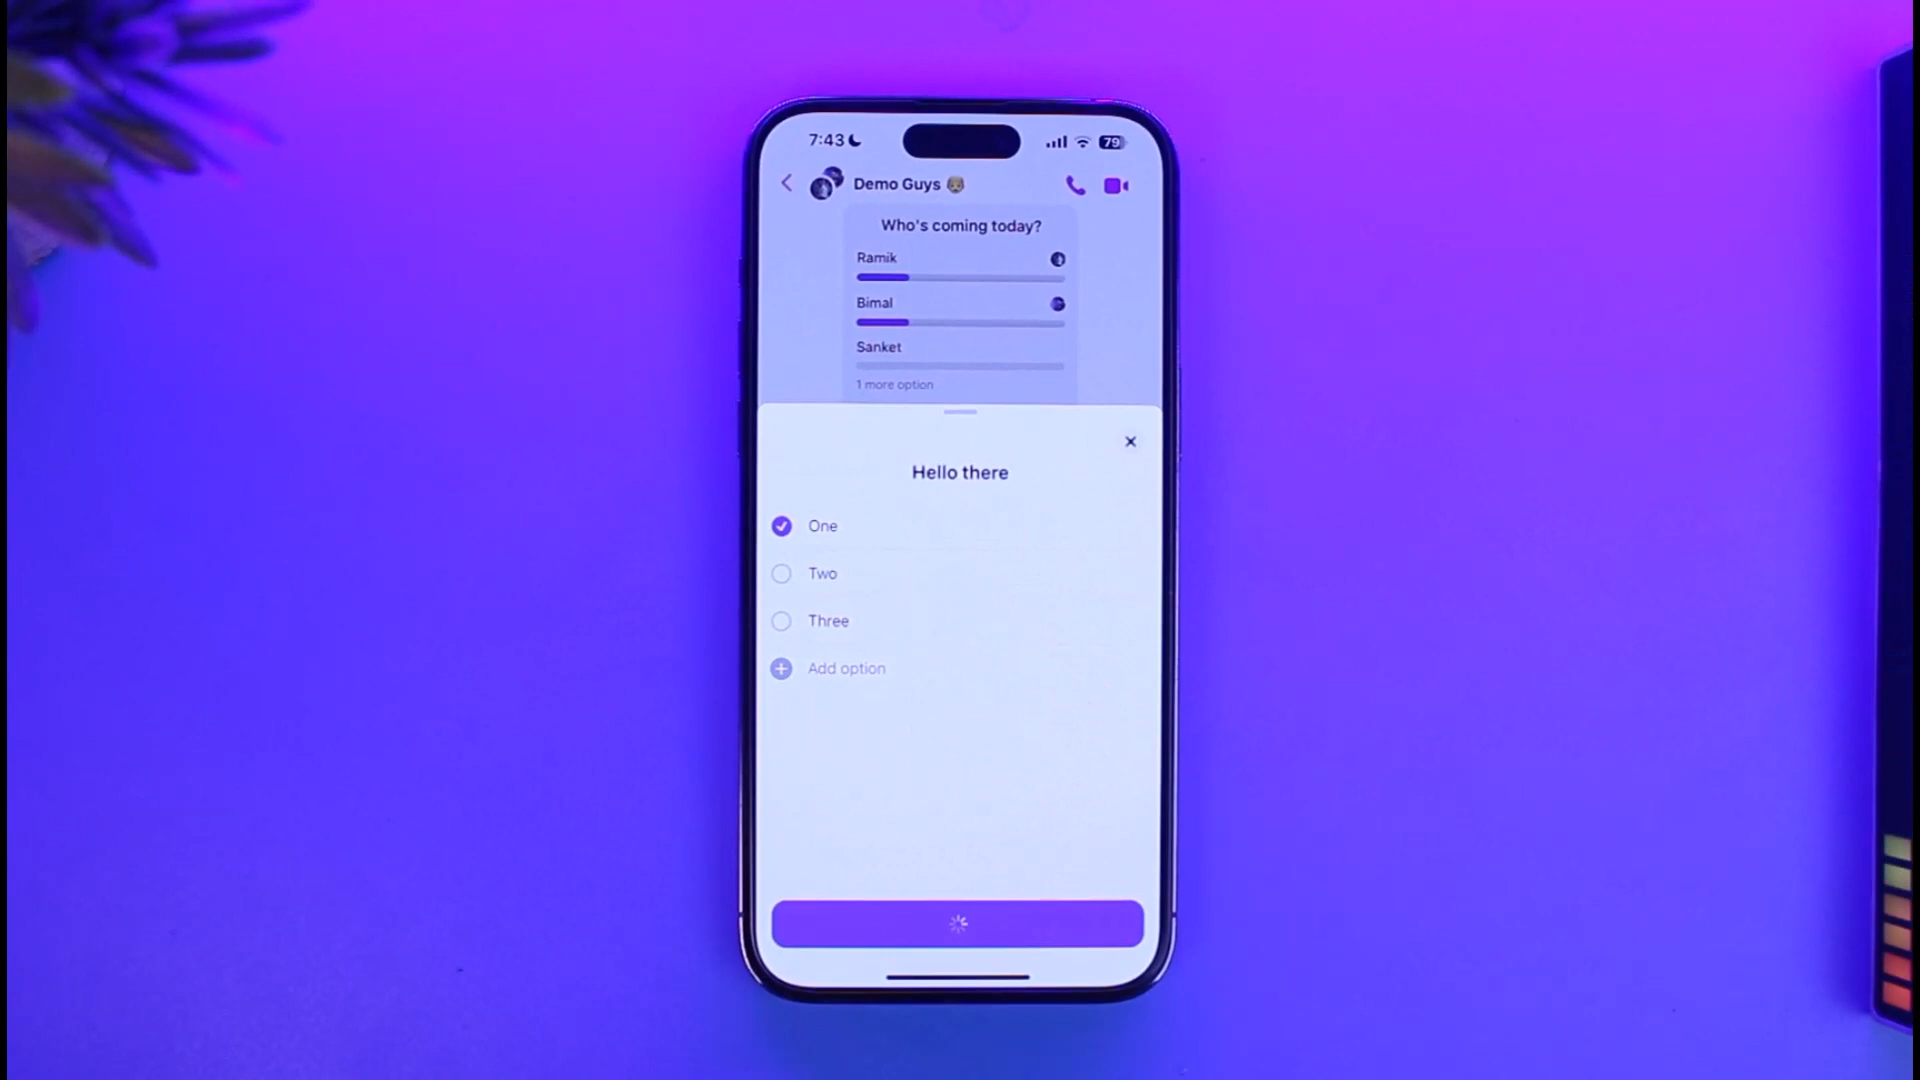 7:43
79
Demo Guys
Who's coming today?
Ramik
Bimal
Sanket
1 more option
Hello there
One
Two
Three
Add option